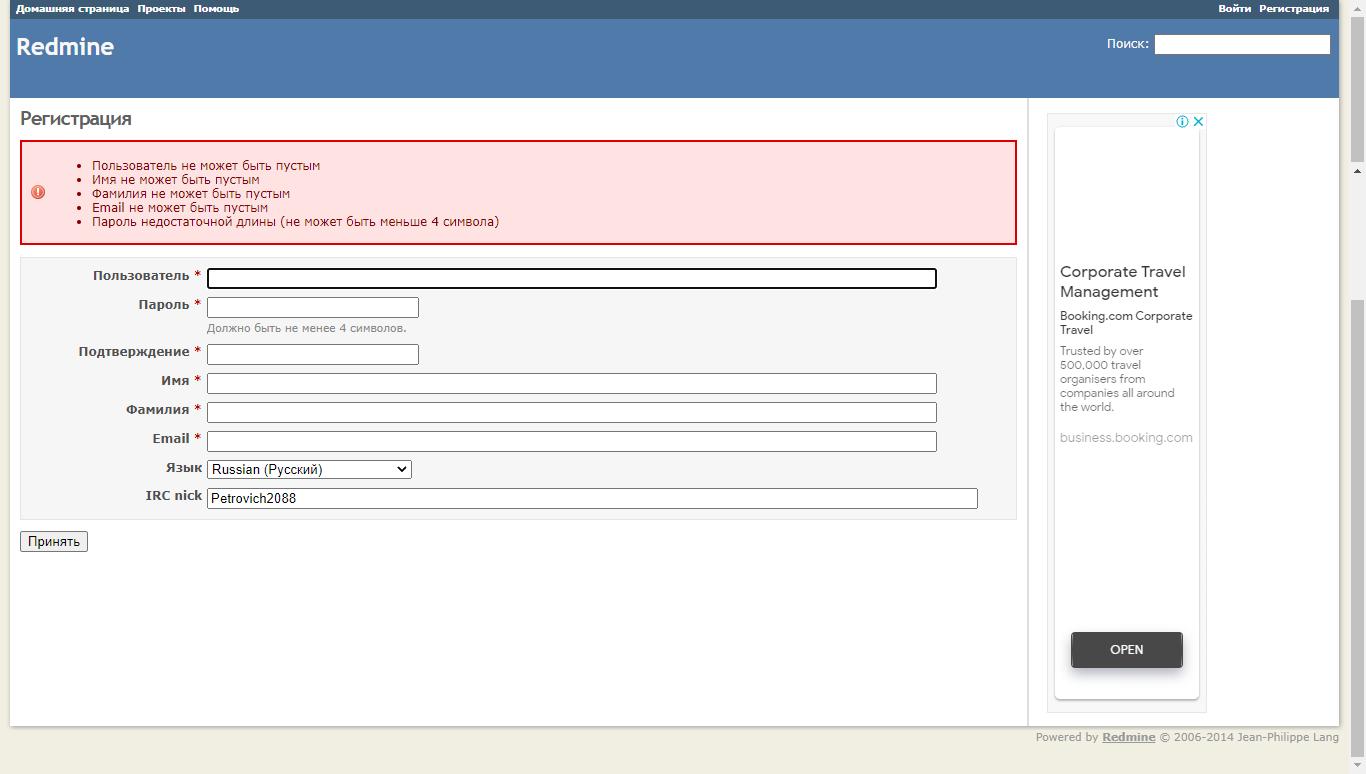 Домашняя страница Проекты Помощь
Войти Регистрация
Redmine
Поиск:
Регистрация
Пользователь не может быть пустым
Имя не может быть пустым
Фамилия не может быть пустым
Email не может быть пустым
Пароль недостаточной длины (не может быть меньше 4 символа)
Пользователь *
Пароль *
Должно быть не менее 4 символов.
Подтверждение *
Имя *
Фамилия *
Email *
Язык Russian (Русский)
IRC nick Petrovich2088
Принять
Corporate Travel
Management
Booking.com Corporate
Travel
Trusted by over
500,000 travel
organisers from
companies all around
the world.
business.booking.com
OPEN
Powered by Redmine © 2006-2014 Jean-Philippe Lang